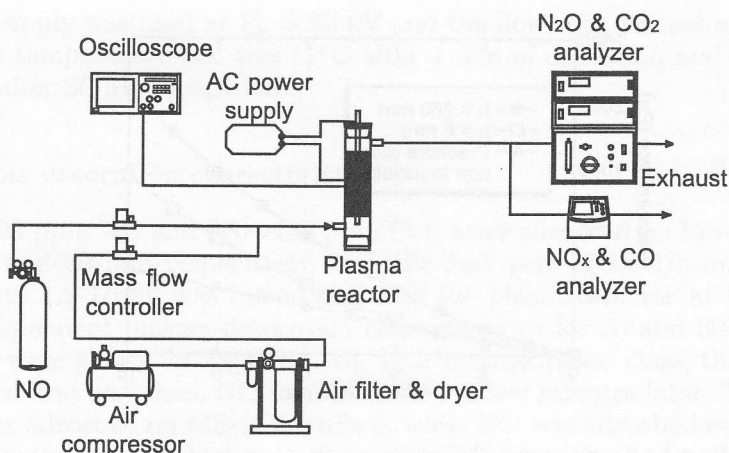 Oscilloscope
AC power
supply
N2O & CO2
analyzer
Exhaust
NOx & CO
analyzer
Plasma
reactor
Mass flow
controller
NO
Air
compressor
Air filter & dryer